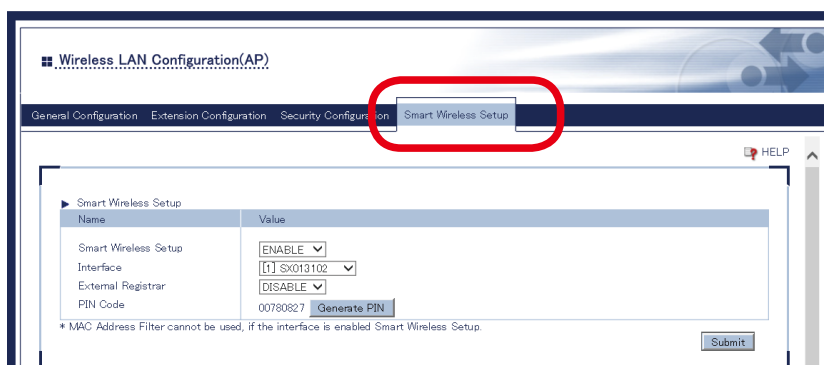 Wireless LAN Configuration(AP)
General Configuration Extension Configuration Security Configuration Smart Wireless Setup
HELP
Smart Wireless Setup
Name Value
Smart Wireless Setup ENABLE
Interface [1] SX013102
External Registrar DISABLE
PIN Code 00780827 Generate PIN
* MAC Address Filter cannot be used, if the interface is enabled Smart Wireless Setup.
Submit